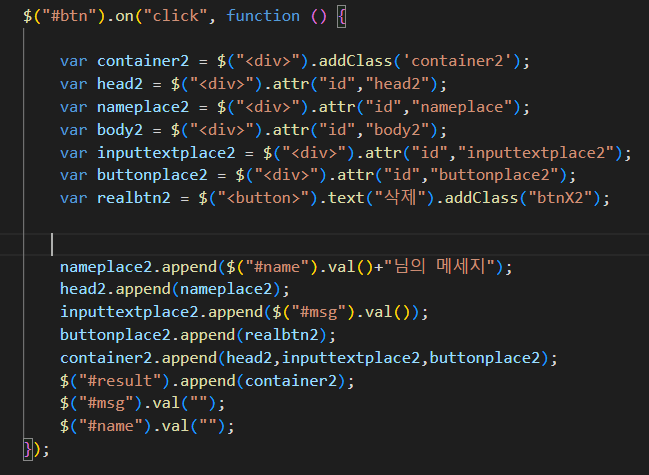 $("#btn").on("click", function () {
var container2 = $("<div>").addClass('container2');
var head2 = $("<div>").attr("id","head2");
var nameplace2 = $("<div>").attr("id","nameplace");
var body2 = $("<div>").attr("id","body2");
var inputtextplace2 = $("<div>").attr("id","inputtextplace2");
var buttonplace2 = $("<div>").attr("id","buttonplace2");
var realbtn2 = $("<button>").text("삭제").addClass("btnX2");
nameplace2.append($("#name").val()+"님의 메세지");
head2.append(nameplace2);
inputtextplace2.append($("#msg").val());
buttonplace2.append(realbtn2);
container2.append(head2,inputtextplace2,buttonplace2);
$("#result").append(container2);
$("#msg").val("");
$("#name").val("");
});